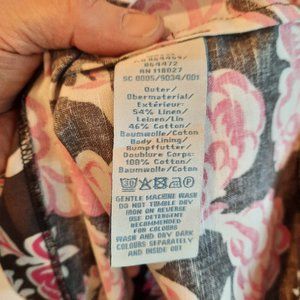 864472
RN 118027
SC 0005/9034/001
Outer/
Obermaterial/
Extérieur:
54% Linen/
Leinen/Lin
46% Cotton/
Baumwolle/Coton
Body Lining/
Rumpffutter/
Doublure Corps:
100% Cotton/
Baumwolle/Coton
GENTLE MACHINE WASH
DO NOT TUMBLE DRY
IRON ON REVERSE
USE DETERGENT
RECOMMENDED
FOR COLOURS
WASH AND DRY DARK
COLOURS SEPARATELY
AND INSIDE OUT